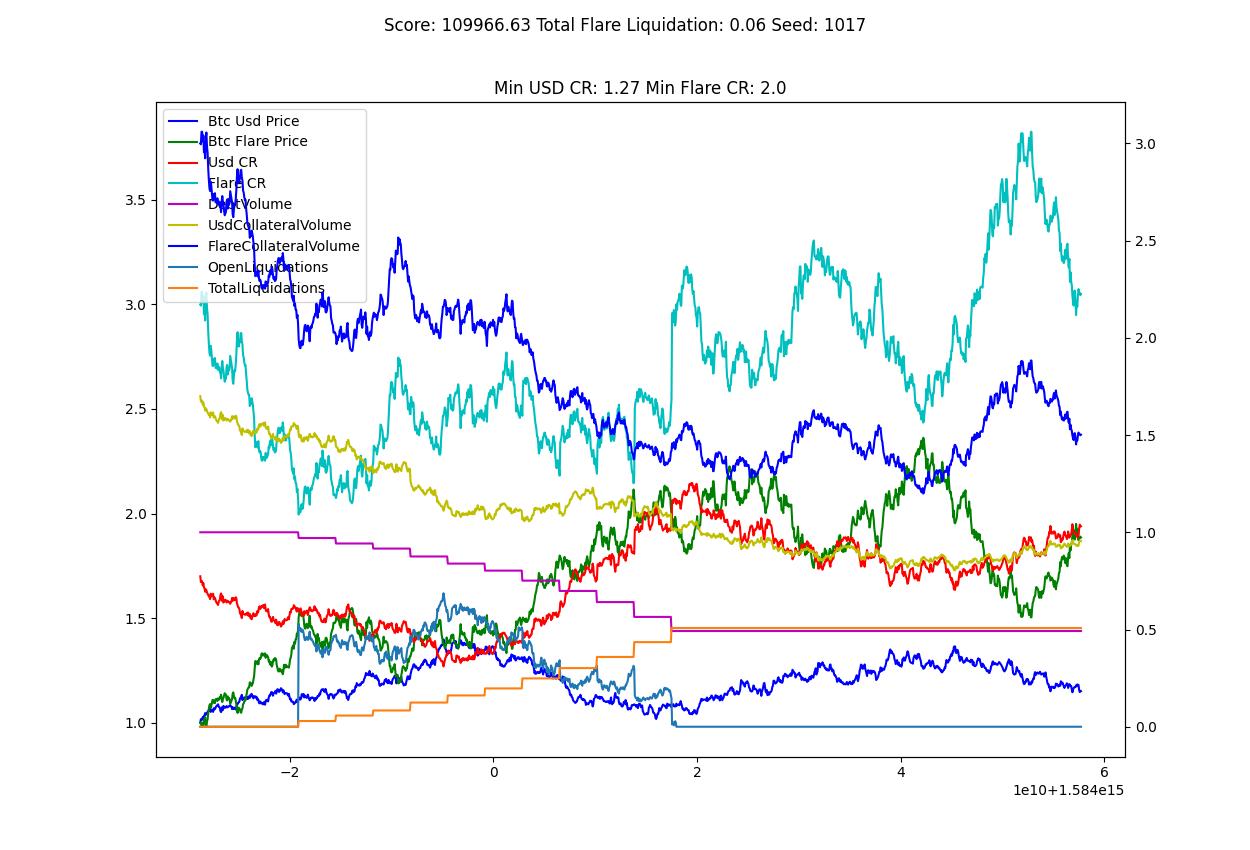 Score: 109966.63 Total Flare Liquidation: 0.06 Seed: 1017
Min USD CR: 1.27 Min Flare CR: 2.0
Btc Usd Price
Btc Flare Price
Usd CR
Flare CR
DebtVolume
UsdCollateralVolume
FlareCollateralVolume
OpenLiquidations
TotalLiquidations
3.5
3.0
2.5
2.0
1.5
1.0
3.0
2.5
2.0
1.5
1.0
0.5
0.0
−2
0
2
4
6
1e10+1.584e15